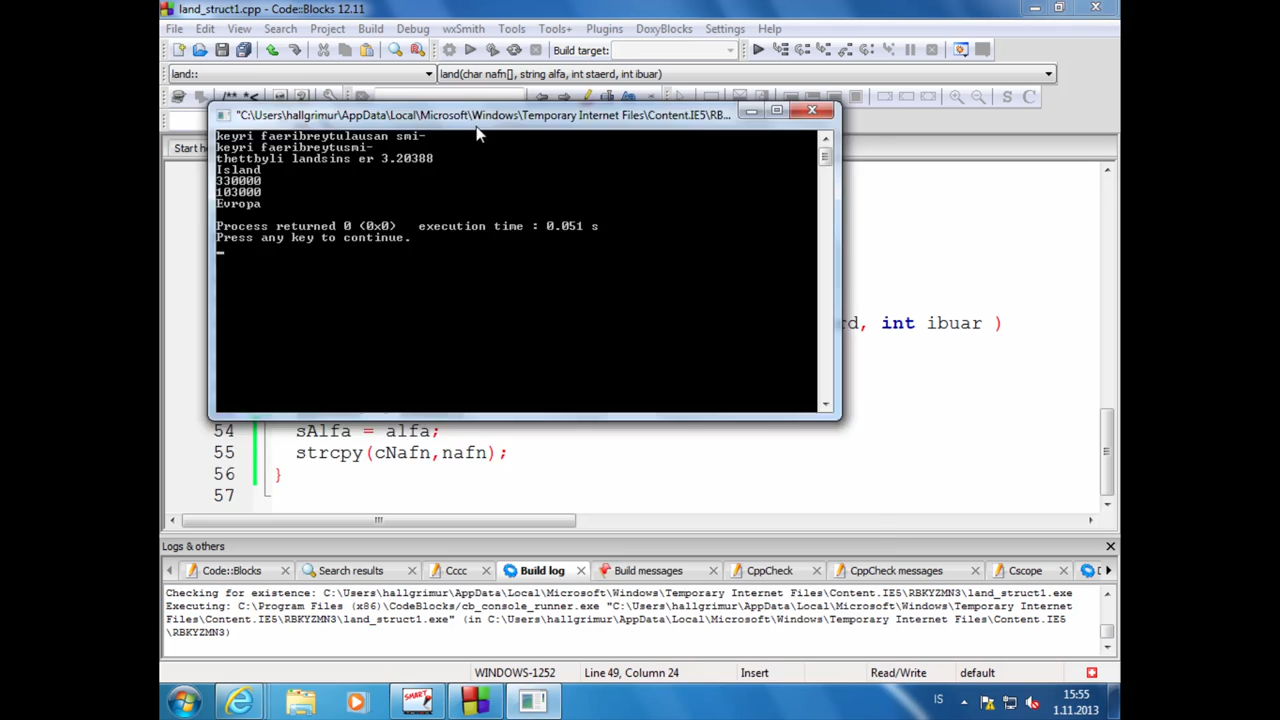 land_struct1.cpp - Code::Blocks 12.11
File Edit View Search Project Build Debug wxSmith Tools Tools+ Plugins DoxyBlocks Settings Help
Build target:
land:: land(char nafn[], string alfa, int staerd, int ibuar)
/** *<
S C
"C:\Users\hallgrimur\AppData\Local\Microsoft\Windows\Temporary Internet Files\Content.IE5\RB...
Start h
keyri faeribreytulausan smi-
keyri faeribreytusmi-
thettbyli landsins er 3.20388
Island
330000
103000
Evropa
Process returned 0 (0x0) execution time : 0.051 s
Press any key to continue.
rd, int ibuar )
54 sAlfa = alfa;
55 strcpy(cNafn,nafn);
56 }
57
Logs & others
Code::Blocks Search results Cccc Build log Build messages CppCheck CppCheck messages Cscope
Checking for existence: C:\Users\hallgrimur\AppData\Local\Microsoft\Windows\Temporary Internet Files\Content.IE5\RBKYZMN3\land_struct1.exe
Executing: C:\Program Files (x86)\CodeBlocks/cb_console_runner.exe "C:\Users\hallgrimur\AppData\Local\Microsoft\Windows\Temporary Internet
Files\Content.IE5\RBKYZMN3\land_struct1.exe" (in C:\Users\hallgrimur\AppData\Local\Microsoft\Windows\Temporary Internet Files\Content.IE5
\RBKYZMN3)
WINDOWS-1252 Line 49, Column 24 Insert Read/Write default
SMART IS 15:55
1.11.2013